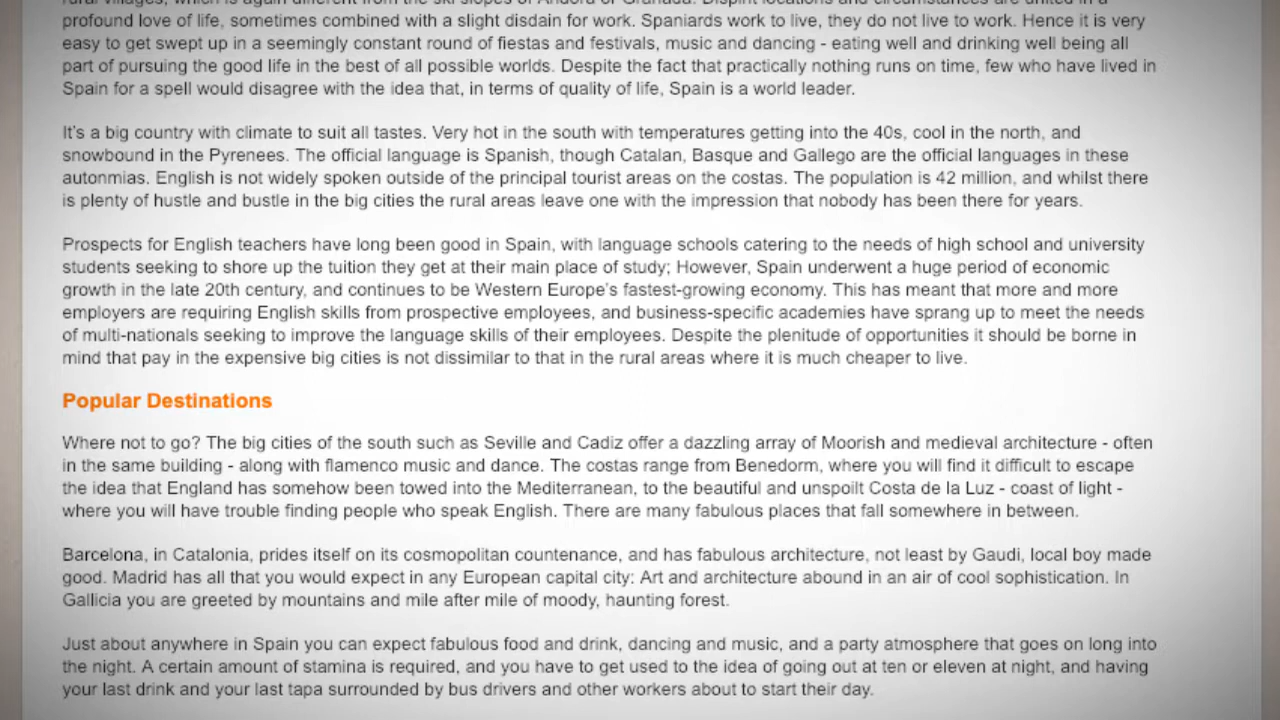 rural villages, which is again different from the ski slopes of Andora or Granada. Dispint locations and circumstances are united in a
profound love of life, sometimes combined with a slight disdain for work. Spaniards work to live, they do not live to work. Hence it is very
easy to get swept up in a seemingly constant round of fiestas and festivals, music and dancing - eating well and drinking well being all
part of pursuing the good life in the best of all possible worlds. Despite the fact that practically nothing runs on time, few who have lived in
Spain for a spell would disagree with the idea that, in terms of quality of life, Spain is a world leader.
It's a big country with climate to suit all tastes. Very hot in the south with temperatures getting into the 40s, cool in the north, and
snowbound in the Pyrenees. The official language is Spanish, though Catalan, Basque and Gallego are the official languages in these
autonmias. English is not widely spoken outside of the principal tourist areas on the costas. The population is 42 million, and whilst there
is plenty of hustle and bustle in the big cities the rural areas leave one with the impression that nobody has been there for years.
Prospects for English teachers have long been good in Spain, with language schools catering to the needs of high school and university
students seeking to shore up the tuition they get at their main place of study; However, Spain underwent a huge period of economic
growth in the late 20th century, and continues to be Western Europe's fastest-growing economy. This has meant that more and more
employers are requiring English skills from prospective employees, and business-specific academies have sprang up to meet the needs
of multi-nationals seeking to improve the language skills of their employees. Despite the plenitude of opportunities it should be borne in
mind that pay in the expensive big cities is not dissimilar to that in the rural areas where it is much cheaper to live.
Popular Destinations
Where not to go? The big cities of the south such as Seville and Cadiz offer a dazzling array of Moorish and medieval architecture - often
in the same building - along with flamenco music and dance. The costas range from Benedorm, where you will find it difficult to escape
the idea that England has somehow been towed into the Mediterranean, to the beautiful and unspoilt Costa de la Luz - coast of light -
where you will have trouble finding people who speak English. There are many fabulous places that fall somewhere in between.
Barcelona, in Catalonia, prides itself on its cosmopolitan countenance, and has fabulous architecture, not least by Gaudi, local boy made
good. Madrid has all that you would expect in any European capital city: Art and architecture abound in an air of cool sophistication. In
Gallicia you are greeted by mountains and mile after mile of moody, haunting forest.
Just about anywhere in Spain you can expect fabulous food and drink, dancing and music, and a party atmosphere that goes on long into
the night. A certain amount of stamina is required, and you have to get used to the idea of going out at ten or eleven at night, and having
your last drink and your last tapa surrounded by bus drivers and other workers about to start their day.